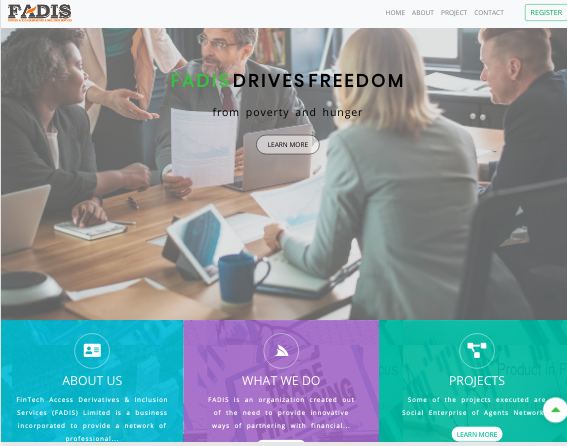 FADIS
HOME ABOUT PROJECT CONTACT REGISTER
FADIS DRIVES FREEDOM
from poverty and hunger
LEARN MORE
ABOUT US
FinTech Access Derivatives & Inclusion
Services (FADIS) Limited is a business
incorporated to provide a network of
professional...
WHAT WE DO
FADIS is an organization created out
of the need to provide innovative
ways of partnering with financial...
PROJECTS
Some of the projects executed are
Social Enterprise of Agents Network
LEARN MORE